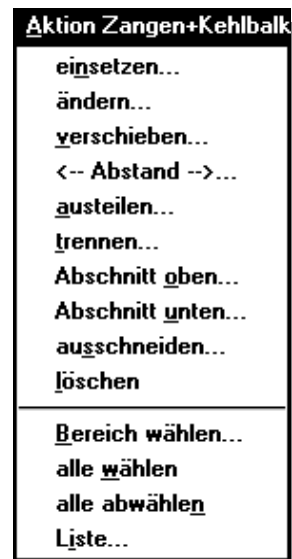 Aktion Zangen+Kehlbalk
einsetzen...
ändern...
verschieben...
<-- Abstand -->...
austeilen...
trennen...
Abschnitt oben...
Abschnitt unten...
ausschneiden...
löschen
Bereich wählen...
alle wählen
alle abwählen
Liste...